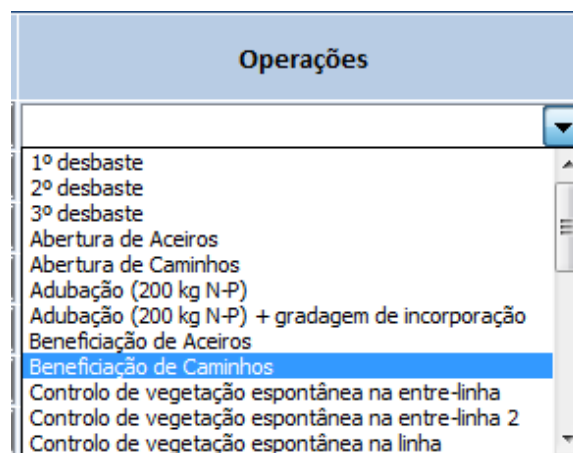 Operações
1º desbaste
2º desbaste
3º desbaste
Abertura de Aceiros
Abertura de Caminhos
Adubação (200 kg N-P)
Adubação (200 kg N-P) + gradagem de incorporação
Beneficiação de Aceiros
Beneficiação de Caminhos
Controlo de vegetação espontânea na entre-linha
Controlo de vegetação espontânea na entre-linha 2
Controlo de vegetação espontânea na linha